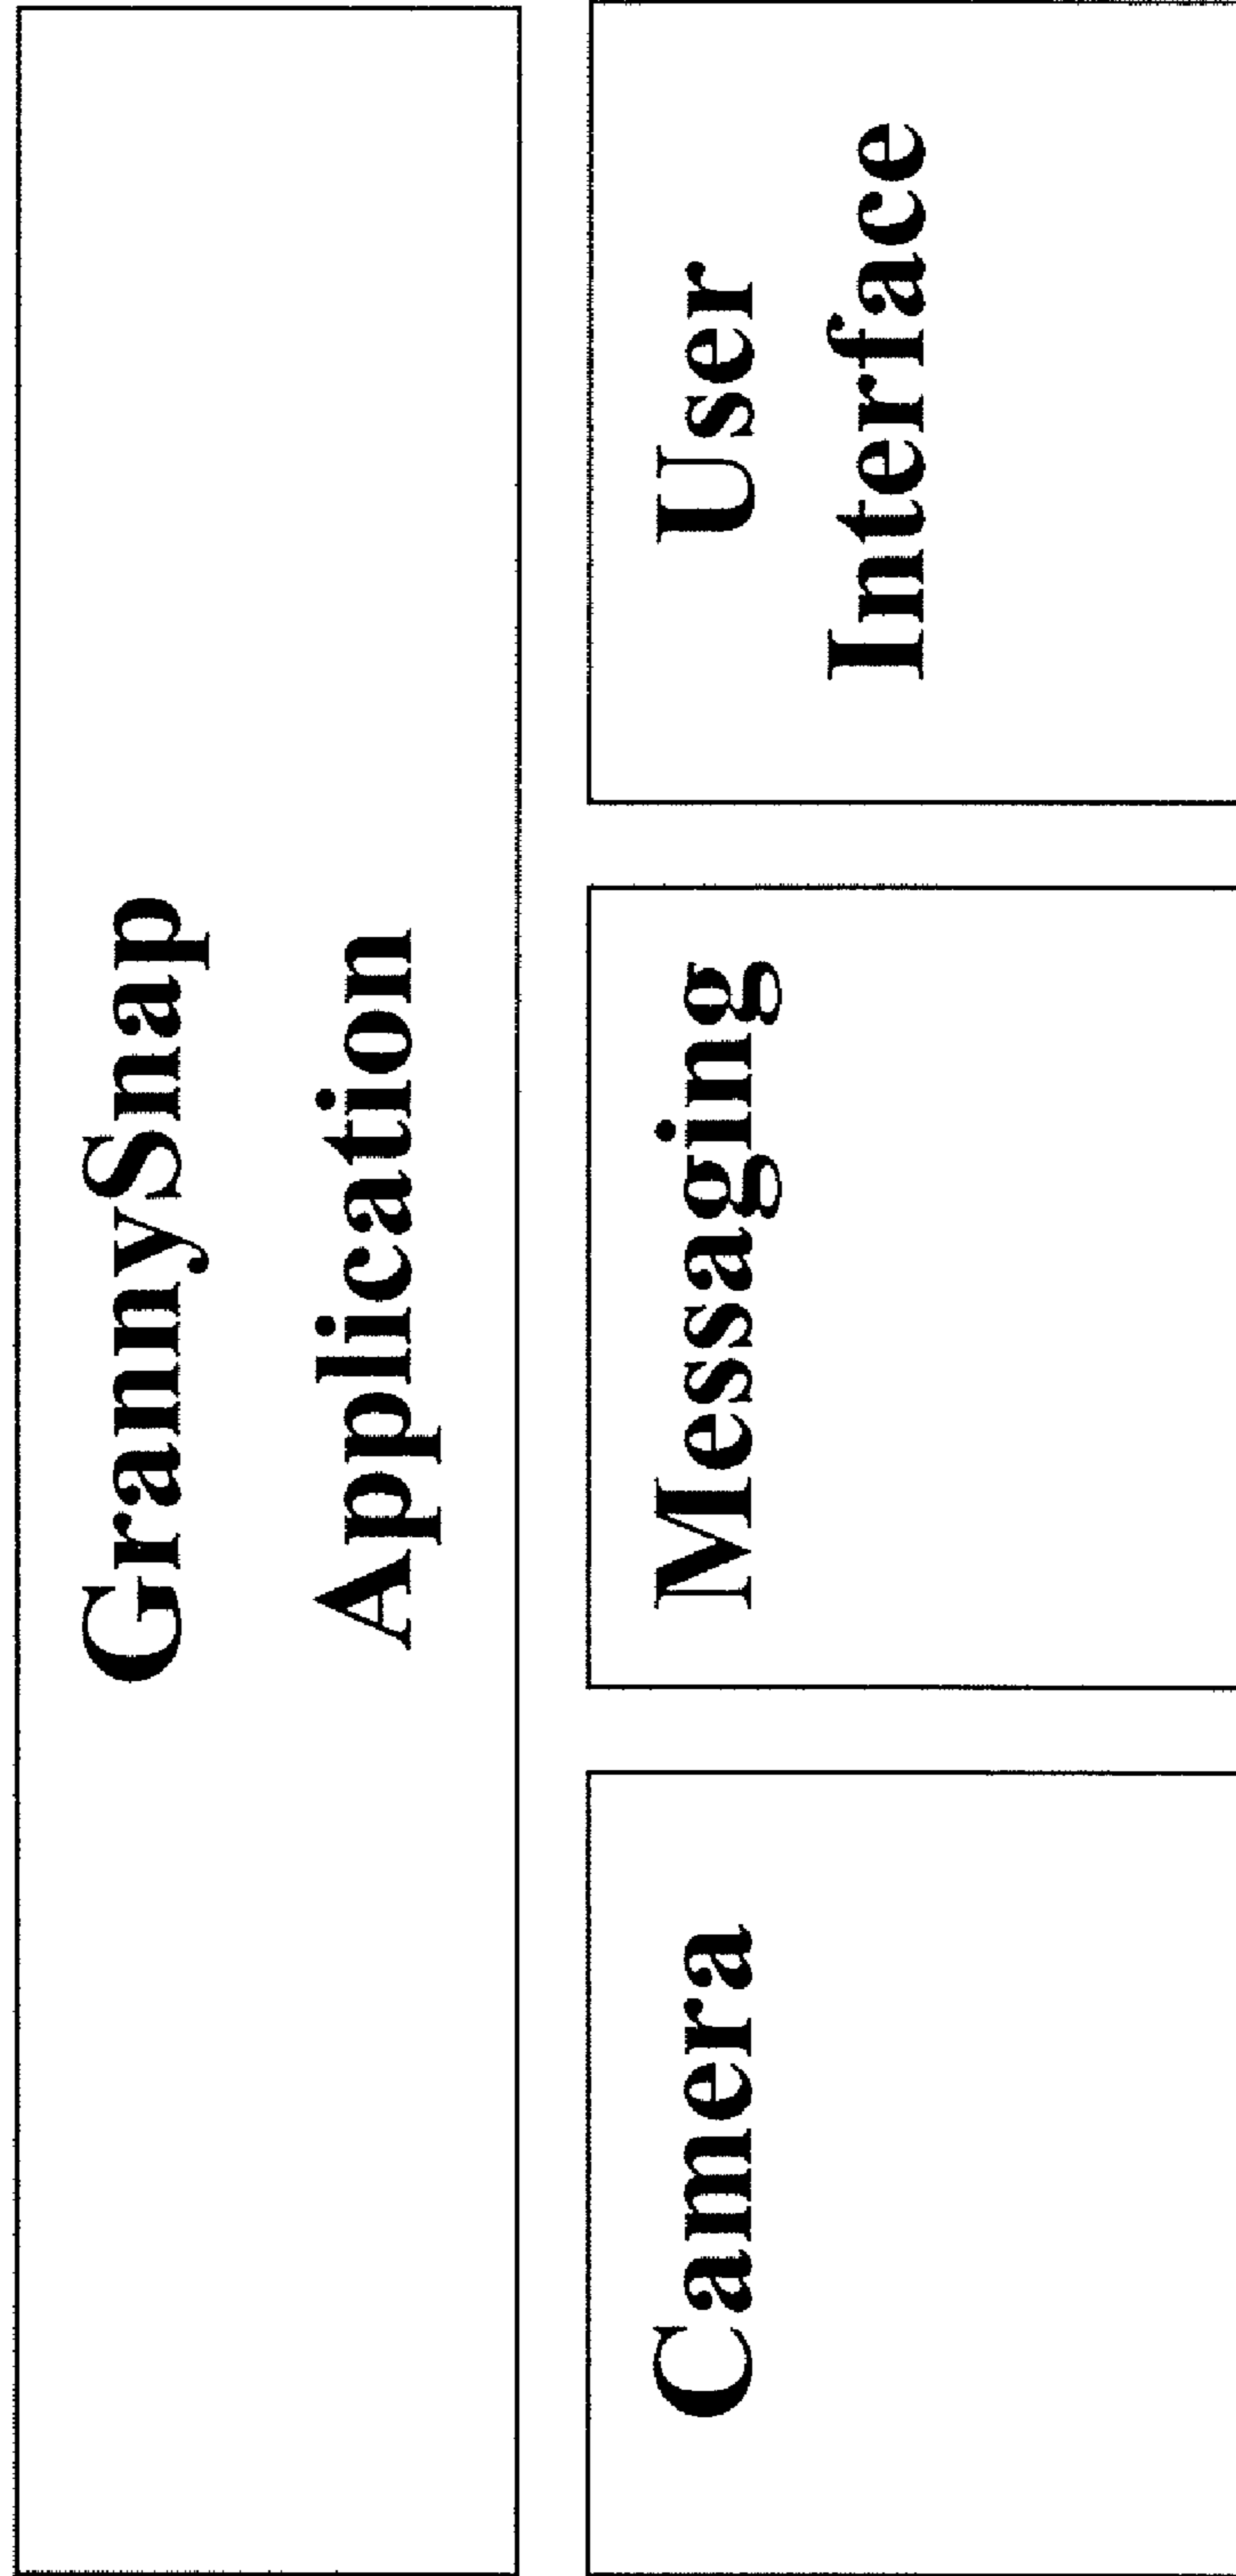 GrannySnap
Application
Camera
Messaging
User
Interface